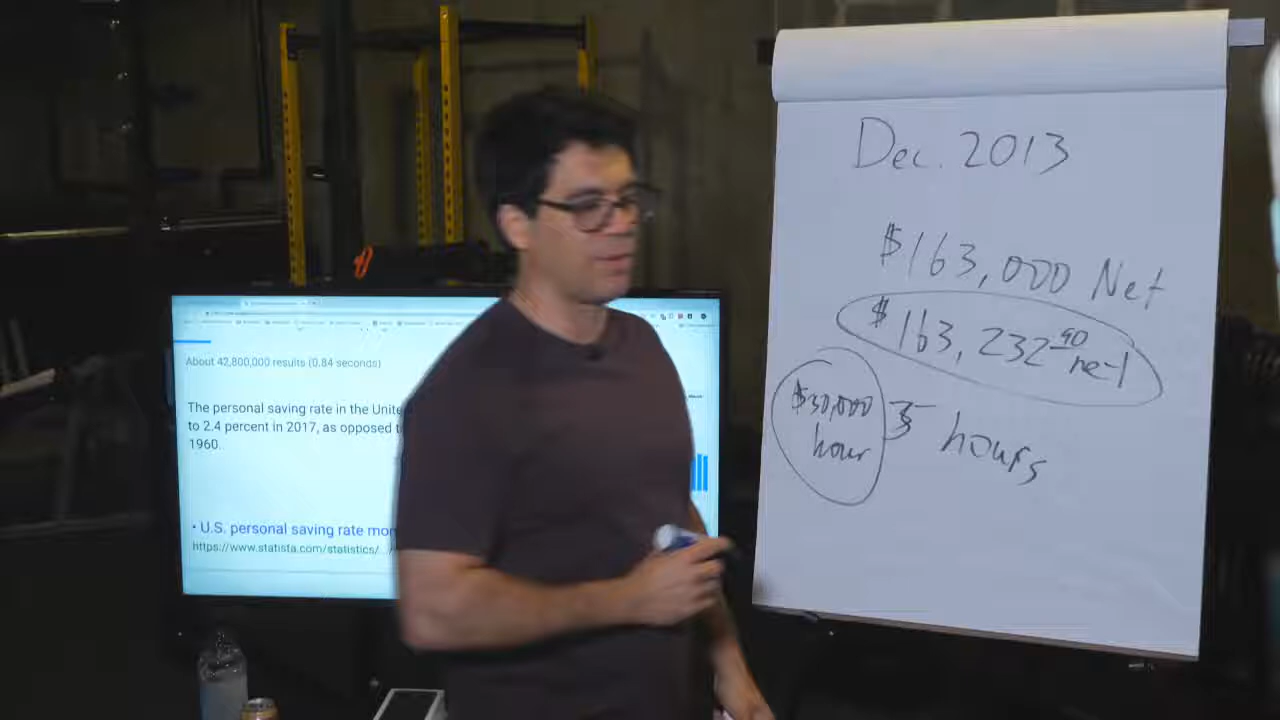 About 42,800,000 results (0.84 seconds)
The personal saving rate in the Unite
to 2.4 percent in 2017, as opposed t
1960.
• U.S. personal saving rate mon
https://www.statista.com/statistics/.../
Dec. 2013
$163,000 Net
$163,232.90 net
$30,000
hour
5 hours